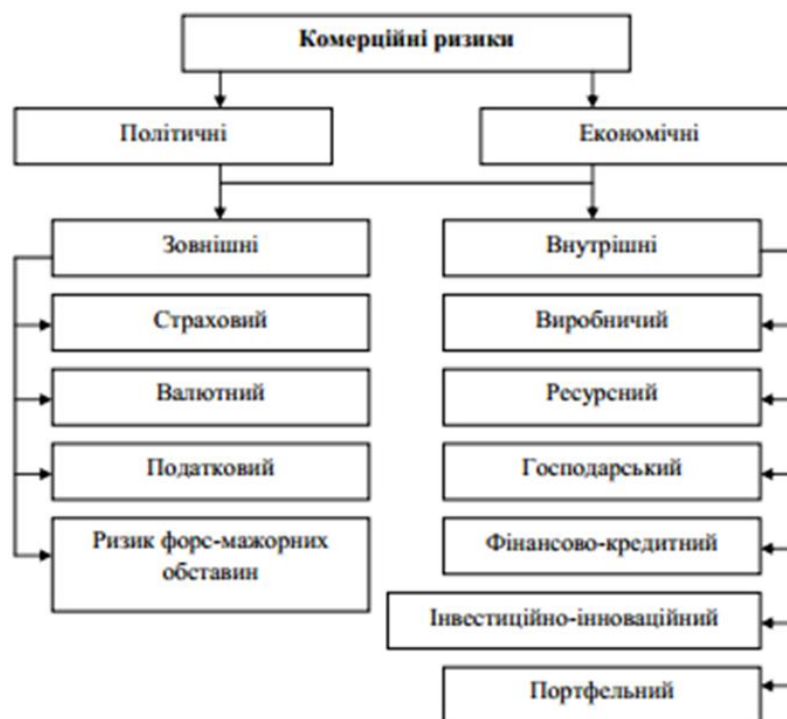 Комерційні ризики
Політичні
Економічні
Зовнішні
Внутрішні
Страховий
Виробничий
Валютний
Ресурсний
Податковий
Господарський
Ризик форс-мажорних
обставин
Фінансово-кредитний
Інвестиційно-інноваційний
Портфельний